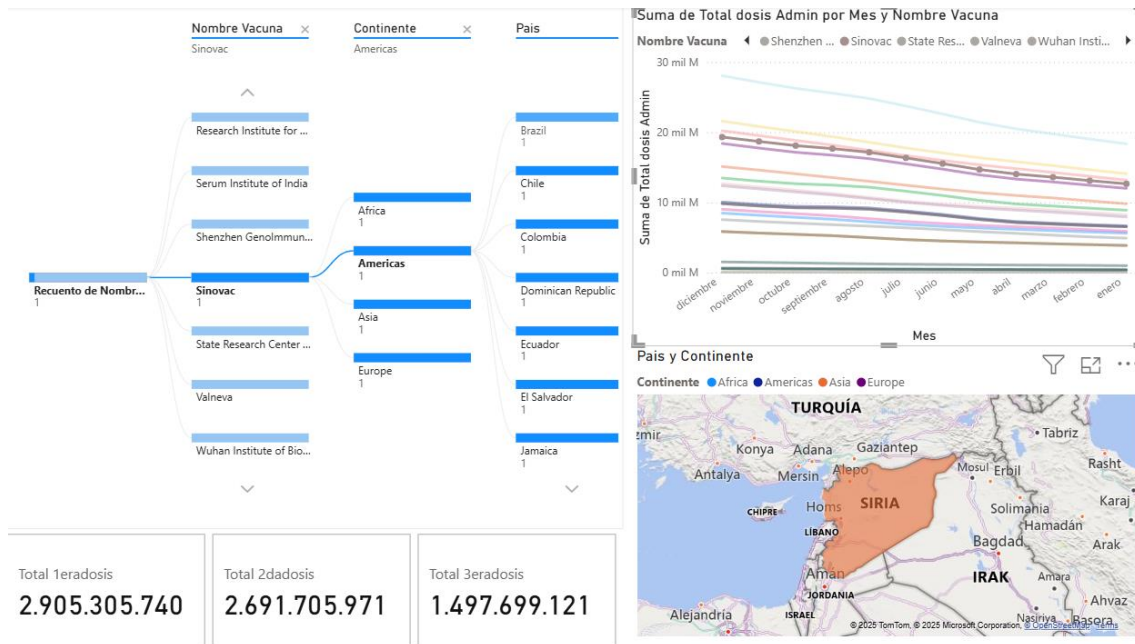 Nombre Vacuna ×
Sinovac
Continente ×
Americas
Pais
Research Institute for ...
Serum Institute of India
Shenzhen GenoImmun...
Recuento de Nombr...
1
Sinovac
1
State Research Center ...
Valneva
Wuhan Institute of Bio...
Africa
1
Americas
1
Asia
1
Europe
1
Brazil
1
Chile
1
Colombia
1
Dominican Republic
1
Ecuador
1
El Salvador
1
Jamaica
1
Suma de Total dosis Admin por Mes y Nombre Vacuna
Nombre Vacuna Shenzhen ... Sinovac State Res... Valneva Wuhan Insti...
Suma de Total dosis Admin
30 mil M
20 mil M
10 mil M
0 mil M
diciembre
noviembre
octubre
septiembre
agosto
julio
junio
mayo
abril
marzo
febrero
enero
Mes
Pais y Continente
Continente Africa Americas Asia Europe
TURQUÍA
Tabriz
zmir
Konya
Adana
Gaziantep
Antalya
Mersin
Alepo
Mosul
Erbil
Rasht
CHIPRE
Homs
SIRIA
Solimania
Karaj
LÍBANO
Hamadán
Bagdad
Arak
Amán
IRAK
Amara
JORDANIA
Ahvaz
Alejandría
ISRAEL
Nasiriya
Basora
© 2025 TomTom, © 2025 Microsoft Corporation, © OpenStreetMap Terms
Total 1eradosis
2.905.305.740
Total 2dadosis
2.691.705.971
Total 3eradosis
1.497.699.121